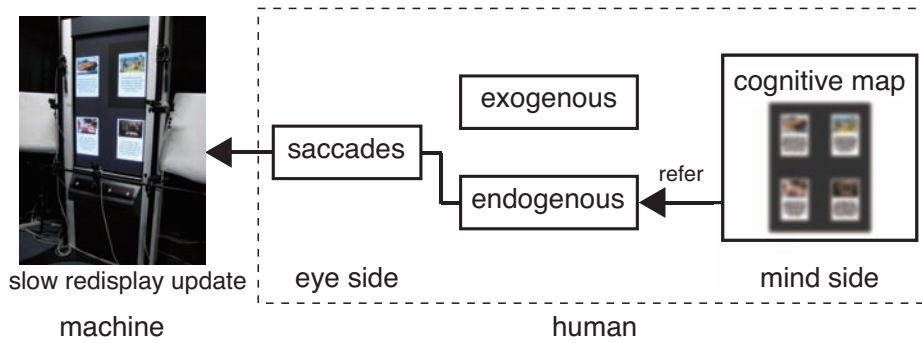 cognitive map
exogenous
saccades
refer
endogenous
slow redisplay update
eye side
mind side
machine
human